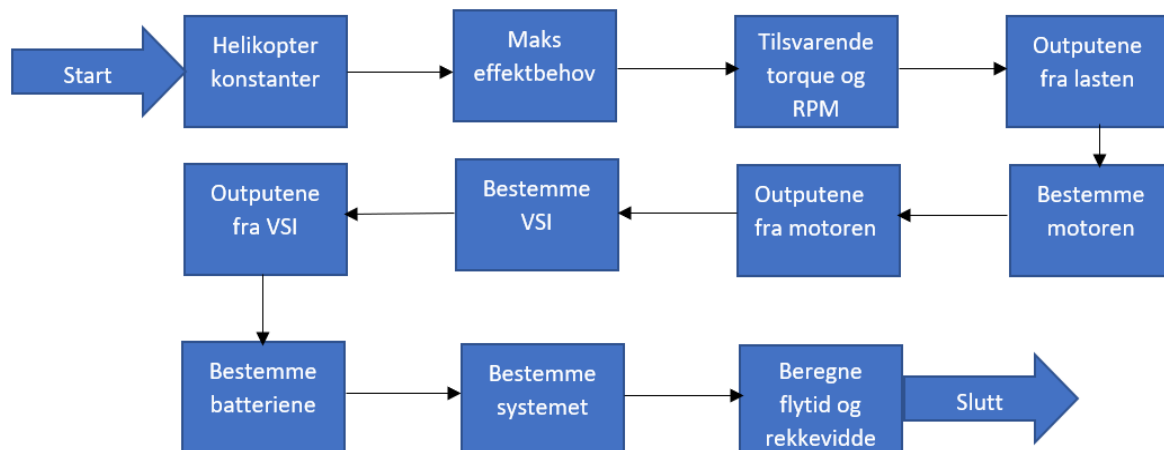 Start
Helikopter
konstanter
Maks
effektbehov
Tilsvarende
torque og
RPM
Outputene
fra lasten
Bestemme
motoren
Outputene
fra motoren
Bestemme
VSI
Outputene
fra VSI
Bestemme
batteriene
Bestemme
systemet
Beregne
flytid og
rekkevidde
Slutt